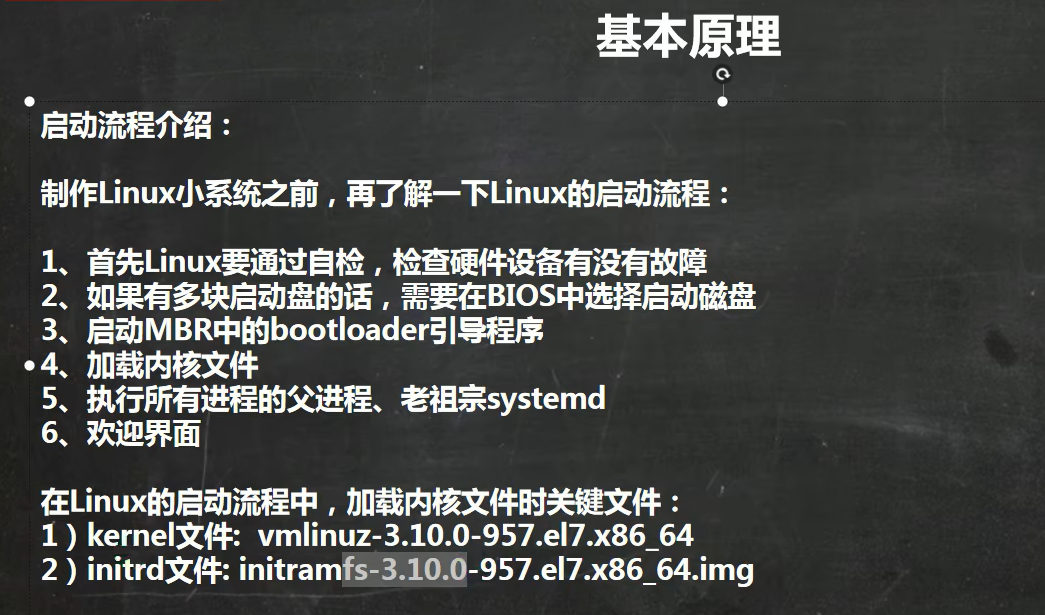 基本原理
启动流程介绍：
制作Linux小系统之前，再了解一下Linux的启动流程：
1、首先Linux要通过自检，检查硬件设备有没有故障
2、如果有多块启动盘的话，需要在BIOS中选择启动磁盘
3、启动MBR中的bootloader引导程序
4、加载内核文件
5、执行所有进程的父进程、老祖宗systemd
6、欢迎界面
在Linux的启动流程中，加载内核文件时关键文件：
1）kernel文件: vmlinuz-3.10.0-957.el7.x86_64
2）initrd文件: initramfs-3.10.0-957.el7.x86_64.img